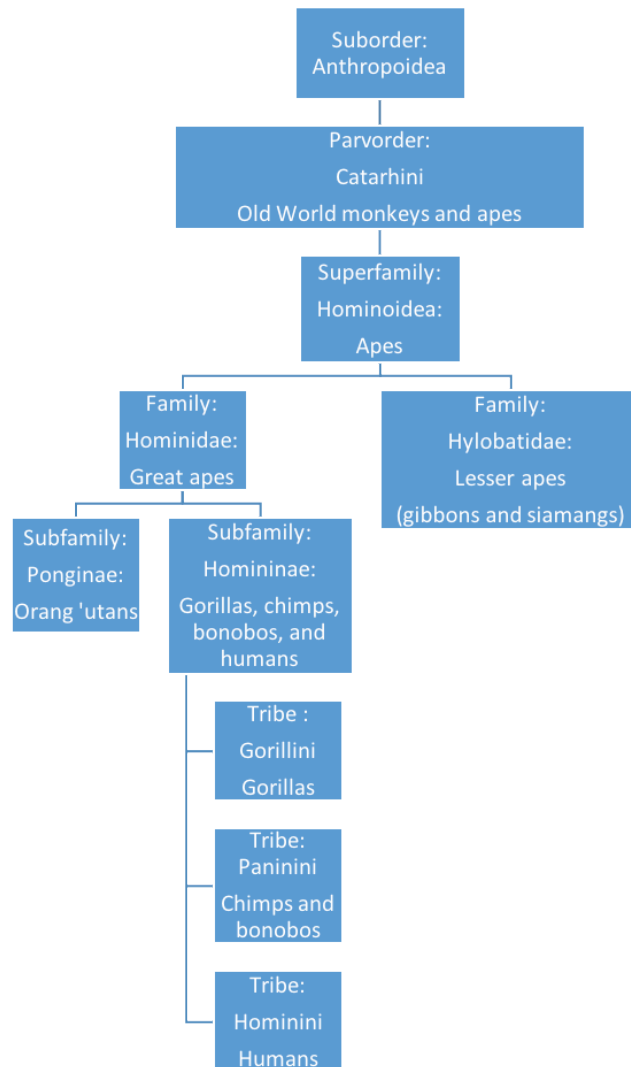 Suborder:
Anthropoidea
Parvorder:
Catarhini
Old World monkeys and apes
Superfamily:
Hominoidea:
Apes
Family:
Hominidae:
Great apes
Family:
Hylobatidae:
Lesser apes
(gibbons and siamangs)
Subfamily:
Ponginae:
Orang 'utans
Subfamily:
Homininae:
Gorillas, chimps,
bonobos, and
humans
Tribe :
Gorillini
Gorillas
Tribe:
Paninini
Chimps and
bonobos
Tribe:
Hominini
Humans